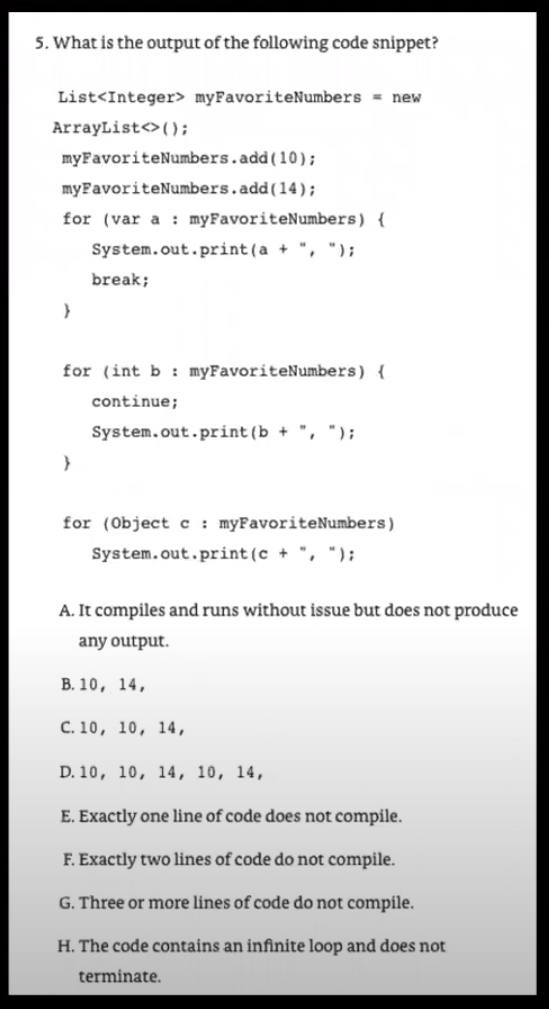 5. What is the output of the following code snippet?
List<Integer> myFavoriteNumbers = new
ArrayList<>();
myFavoriteNumbers.add(10);
myFavoriteNumbers.add(14);
for (var a : myFavoriteNumbers) {
System.out.print(a + ", ");
break;
}
for (int b : myFavoriteNumbers) {
continue;
System.out.print(b + ", ");
}
for (Object c : myFavoriteNumbers)
System.out.print(c + ", ");
A. It compiles and runs without issue but does not produce
any output.
B. 10, 14,
C. 10, 10, 14,
D. 10, 10, 14, 10, 14,
E. Exactly one line of code does not compile.
F. Exactly two lines of code do not compile.
G. Three or more lines of code do not compile.
H. The code contains an infinite loop and does not
terminate.